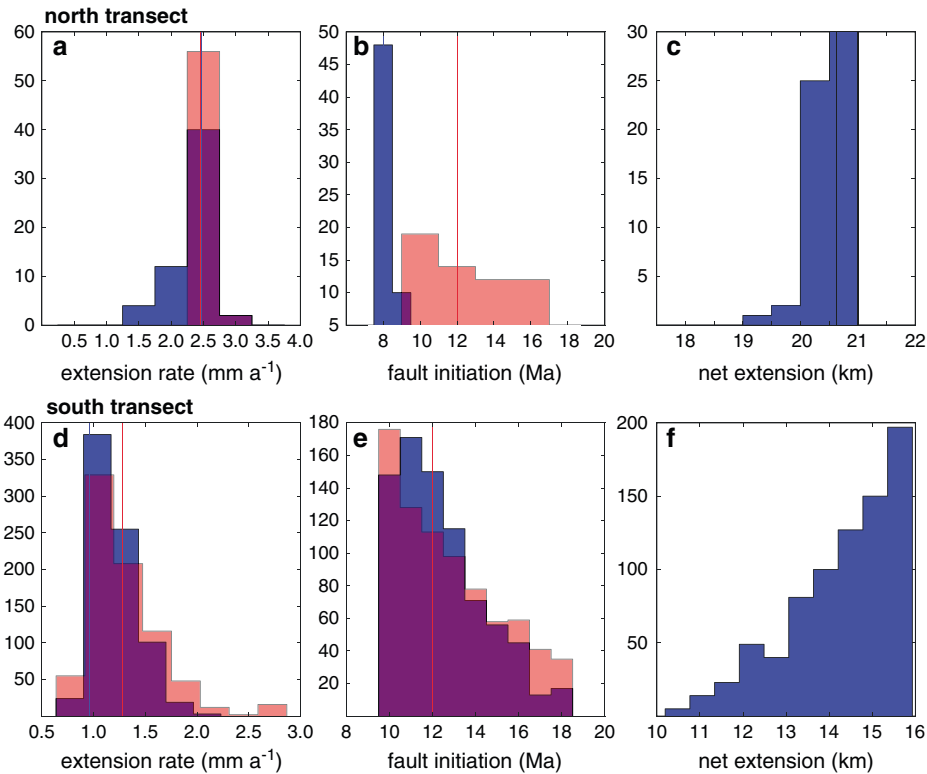 north transect
a
60
50
40
30
20
10
0
0.5 1.0 1.5 2.0 2.5 3.0 3.5 4.0
extension rate (mm a-1)
b
50
45
40
35
30
25
20
15
10
5
8 10 12 14 16 18 20
fault initiation (Ma)
c
30
25
20
15
10
5
18 19 20 21 22
net extension (km)
south transect
d
400
350
300
250
200
150
100
50
0.5 1.0 1.5 2.0 2.5 3.0
extension rate (mm a-1)
e
180
160
140
120
100
80
60
40
20
8 10 12 14 16 18 20
fault initiation (Ma)
f
200
150
100
50
10 11 12 13 14 15 16
net extension (km)